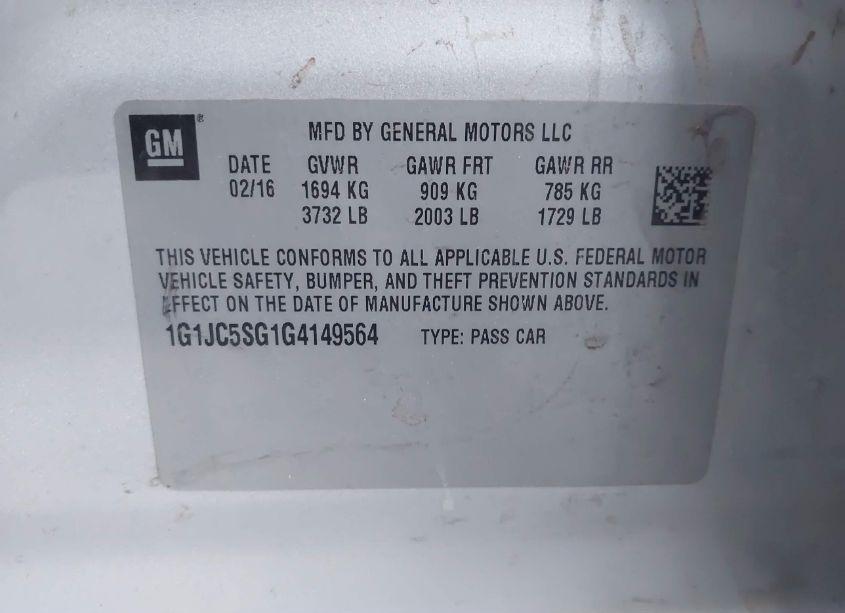 GM®
MFD BY GENERAL MOTORS LLC
DATE GVWR GAWR FRT GAWR RR
02/16 1694 KG 909 KG 785 KG
3732 LB 2003 LB 1729 LB
THIS VEHICLE CONFORMS TO ALL APPLICABLE U.S. FEDERAL MOTOR
VEHICLE SAFETY, BUMPER, AND THEFT PREVENTION STANDARDS IN
EFFECT ON THE DATE OF MANUFACTURE SHOWN ABOVE.
1G1JC5SG1G4149564 TYPE: PASS CAR